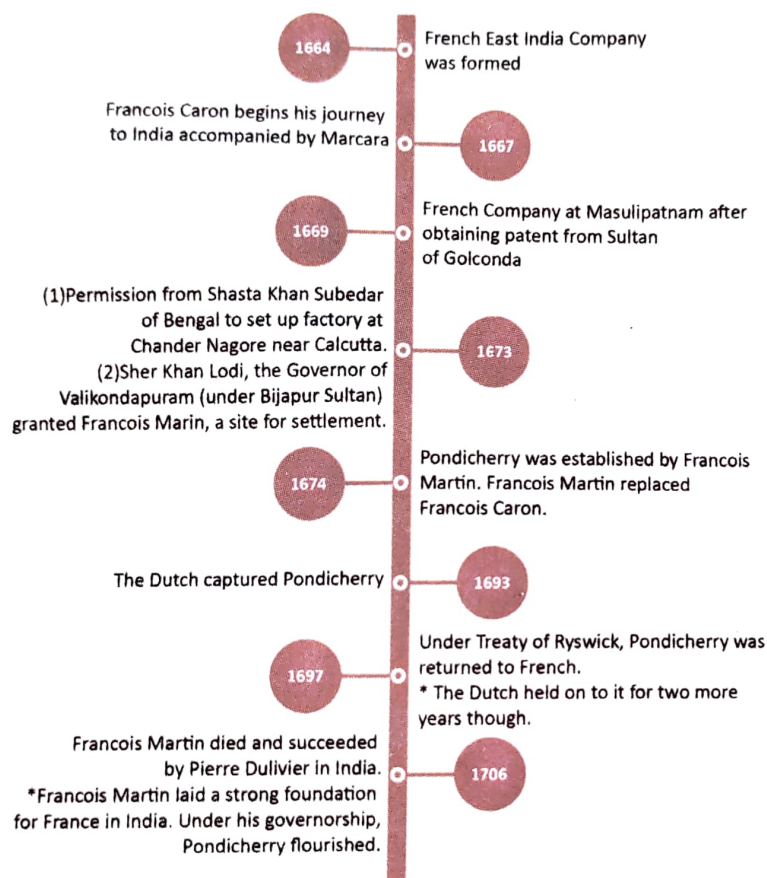 1664
French East India Company
was formed
Francois Caron begins his journey
to India accompanied by Marcara
1667
1669
French Company at Masulipatnam after
obtaining patent from Sultan
of Golconda
(1)Permission from Shasta Khan Subedar
of Bengal to set up factory at
Chander Nagore near Calcutta.
(2)Sher Khan Lodi, the Governor of
Valikondapuram (under Bijapur Sultan)
granted Francois Marin, a site for settlement.
1673
1674
Pondicherry was established by Francois
Martin. Francois Martin replaced
Francois Caron.
The Dutch captured Pondicherry
1693
1697
Under Treaty of Ryswick, Pondicherry was
returned to French.
* The Dutch held on to it for two more
years though.
Francois Martin died and succeeded
by Pierre Dulivier in India.
*Francois Martin laid a strong foundation
for France in India. Under his governorship,
Pondicherry flourished.
1706